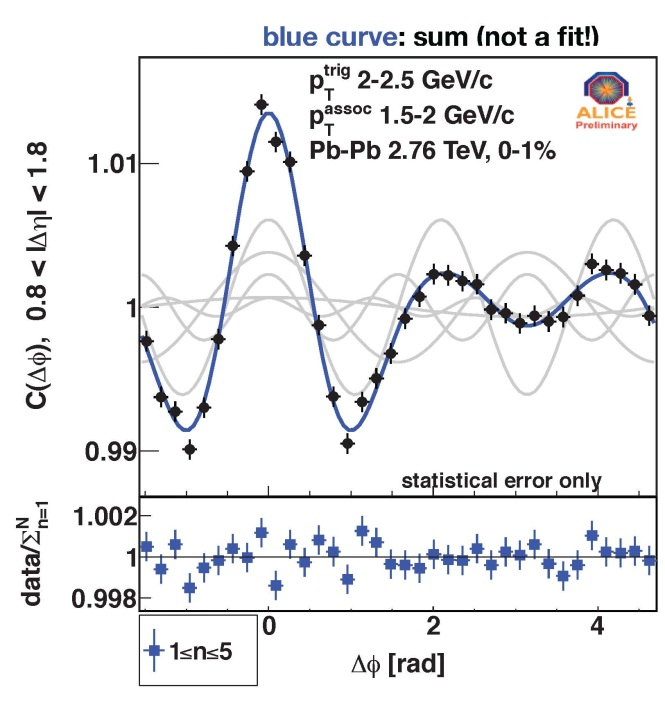 blue curve: sum (not a fit!)
p_T^trig 2-2.5 GeV/c
p_T^assoc 1.5-2 GeV/c
Pb-Pb 2.76 TeV, 0-1%
ALICE
Preliminary
C(Δϕ), 0.8 < |Δη| < 1.8
1.01
1
0.99
statistical error only
data/Σ_{n=1}^N
1.002
1
0.998
0 2 4
1≤n≤5
Δϕ [rad]